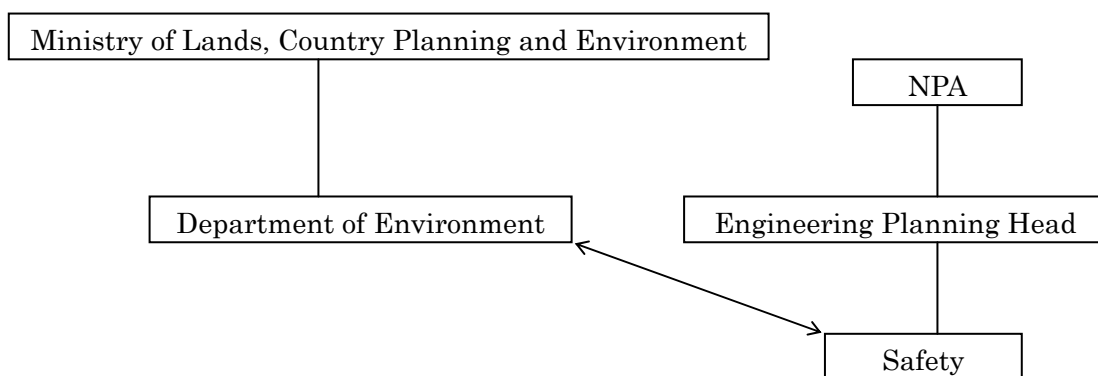 Ministry of Lands, Country Planning and Environment
NPA
Department of Environment
Engineering Planning Head
Safety